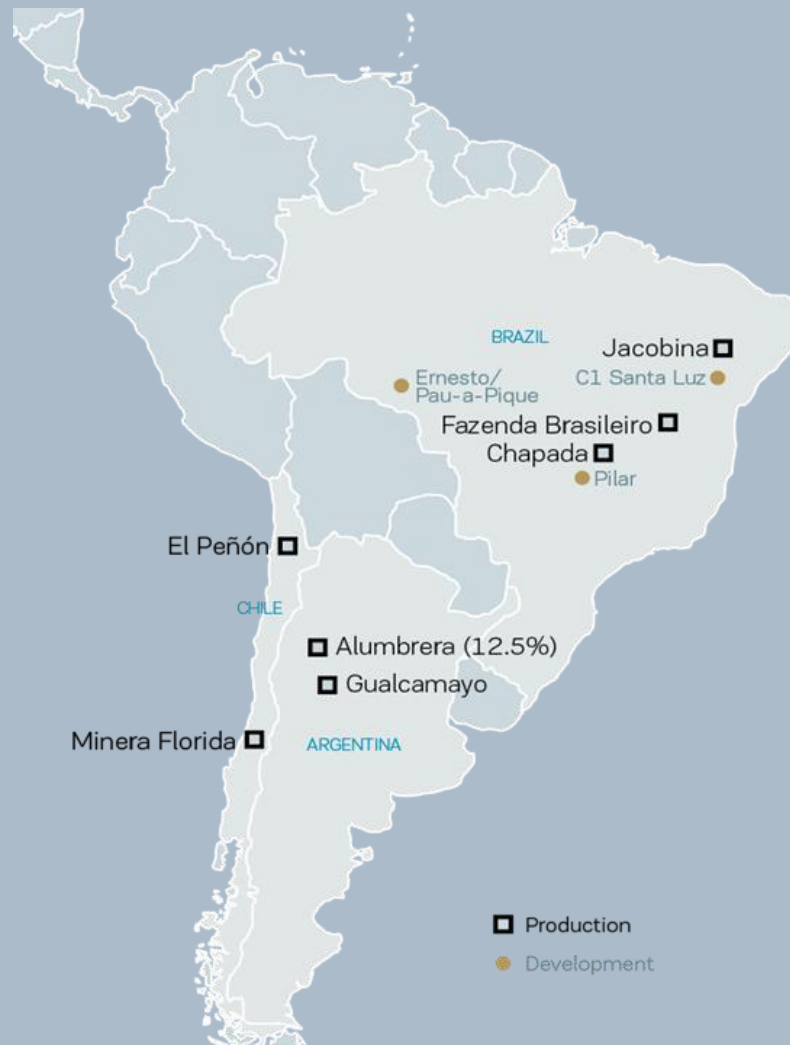 BRAZIL
Jacobina
Ernesto/
Pau-a-Pique
C1 Santa Luz
Fazenda Brasileiro
Chapada
Pilar
El Peñón
CHILE
Alumbrera (12.5%)
Gualcamayo
Minera Florida
ARGENTINA
Production
Development